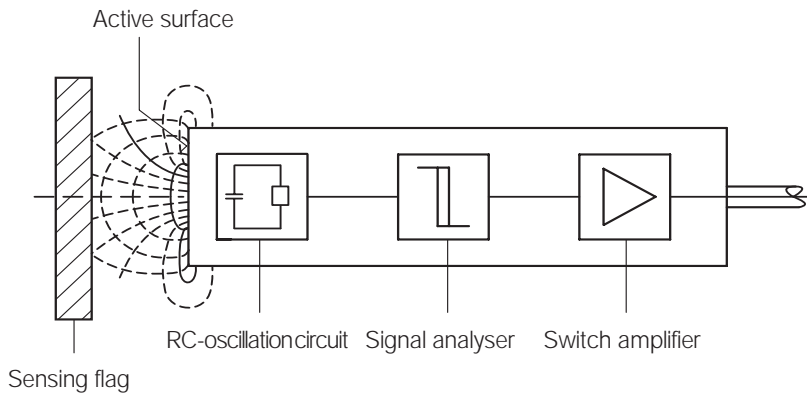 Active surface
RC-oscillationcircuit Signal analyser Switch amplifier
Sensing flag